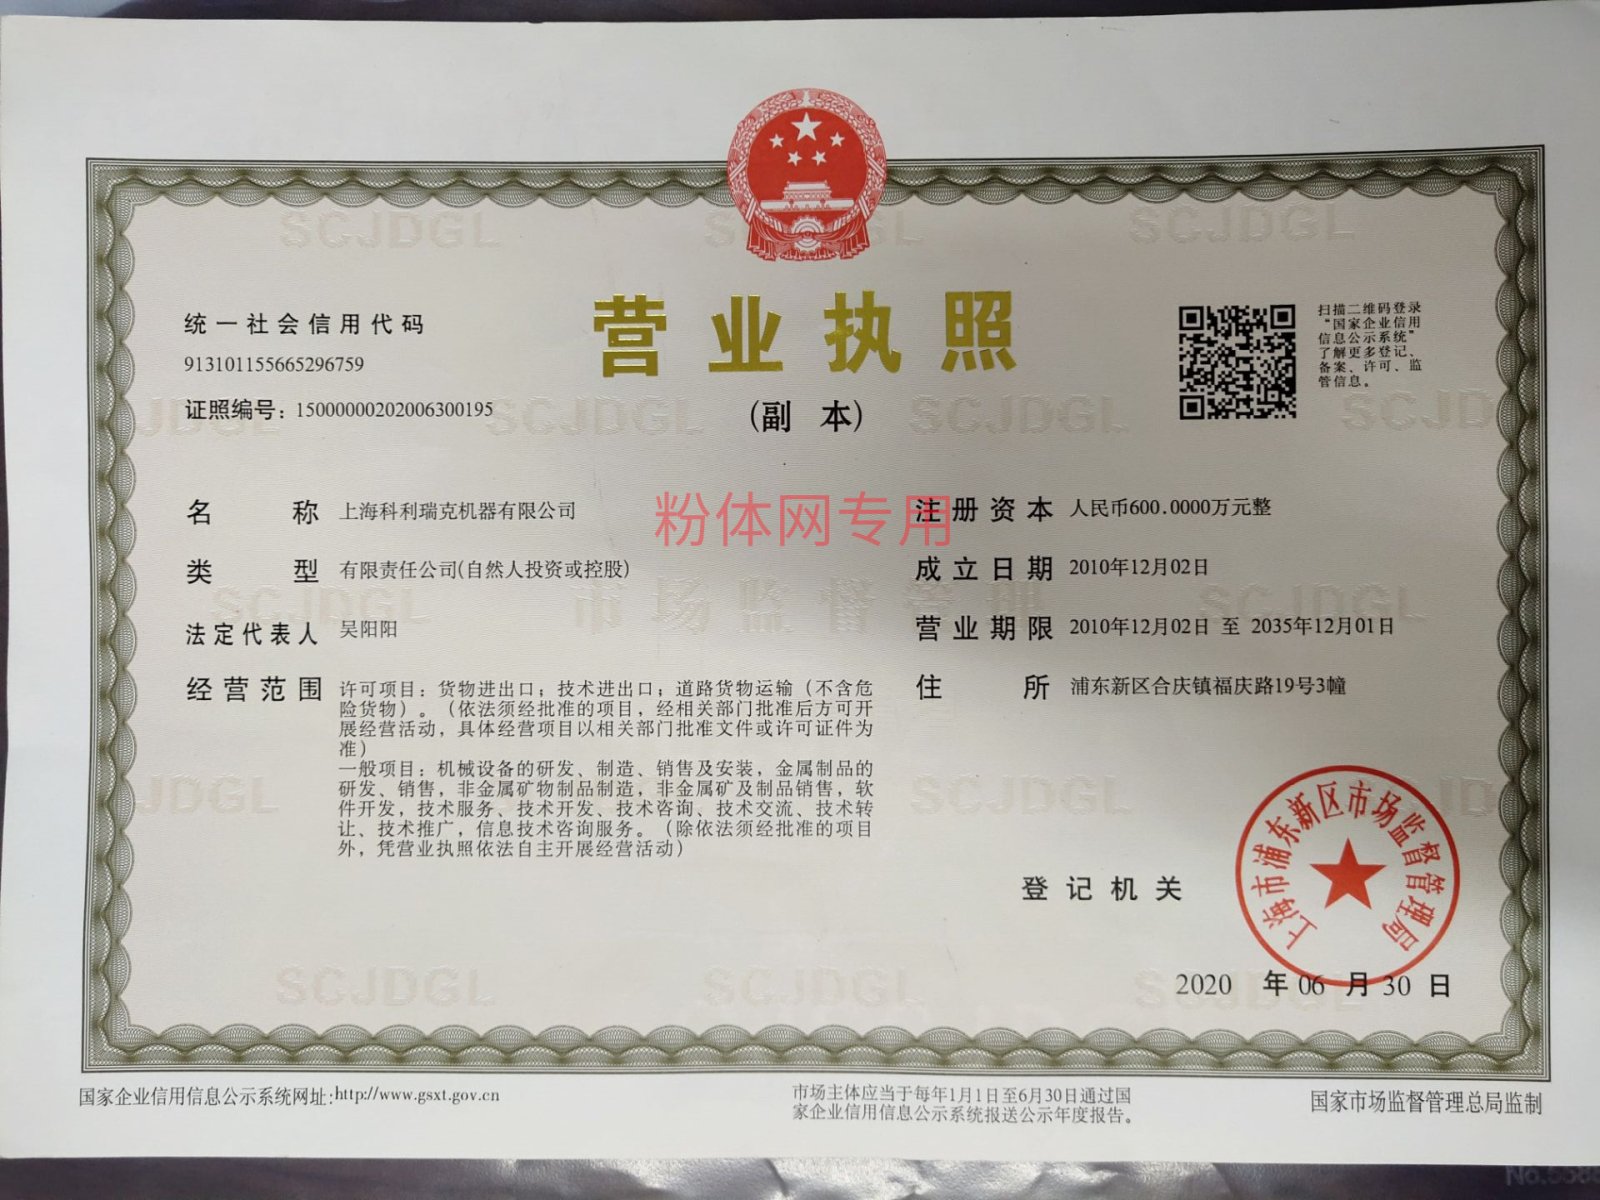 营业执照
(副 本)
统一社会信用代码
913101155665296759
证照编号：15000000202006300195
扫描二维码登录
“国家企业信用
信息公示系统”
了解更多登记、
备案、许可、监
管信息。
粉体网专用
名称 上海科利瑞克机器有限公司
类型 有限责任公司(自然人投资或控股)
法定代表人 吴阳阳
经营范围 许可项目：货物进出口；技术进出口；道路货物运输（不含危
险货物）。（依法须经批准的项目，经相关部门批准后方可开
展经营活动，具体经营项目以相关部门批准文件或许可证件为
准）
一般项目：机械设备的研发、制造、销售及安装，金属制品的
研发、销售，非金属矿物制品制造，非金属矿及制品销售，软
件开发，技术服务、技术开发、技术咨询、技术交流、技术转
让、技术推广，信息技术咨询服务。（除依法须经批准的项目
外，凭营业执照依法自主开展经营活动）
注册资本 人民币600.0000万元整
成立日期 2010年12月02日
营业期限 2010年12月02日 至 2035年12月01日
住所 浦东新区合庆镇福庆路19号3幢
登记机关
上海市浦东新区市场监督管理局
2020 年 06 月 30 日
国家企业信用信息公示系统网址:http://www.gsxt.gov.cn
市场主体应当于每年1月1日至6月30日通过国
家企业信用信息公示系统报送公示年度报告。
国家市场监督管理总局监制
SCJDGL
市场监督管理